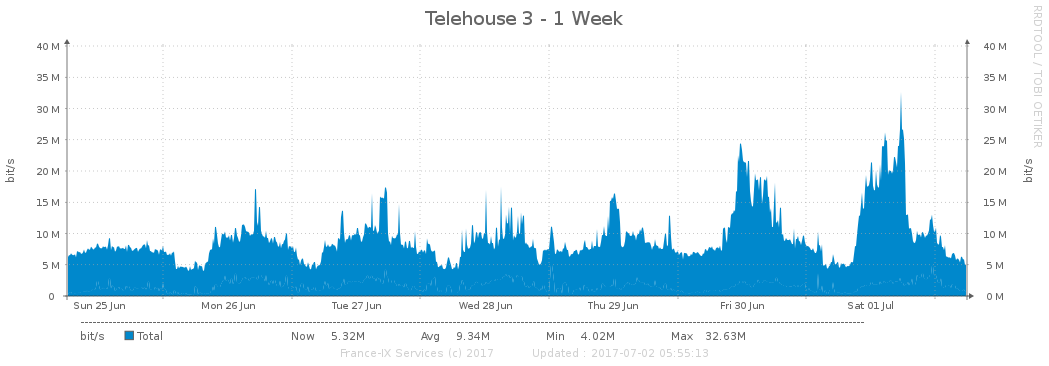 Telehouse 3 - 1 Week
RRDTOOL / TOBI OETIKER
40 M 40 M
35 M 35 M
30 M 30 M
25 M 25 M
20 M 20 M
15 M 15 M
10 M 10 M
5 M 5 M
0 0 M
bit/s bit/s
Sun 25 Jun Mon 26 Jun Tue 27 Jun Wed 28 Jun Thu 29 Jun Fri 30 Jun Sat 01 Jul
bit/s Total Now 5.32M Avg 9.34M Min 4.02M Max 32.63M
France-IX Services (c) 2017 Updated : 2017-07-02 05:55:13